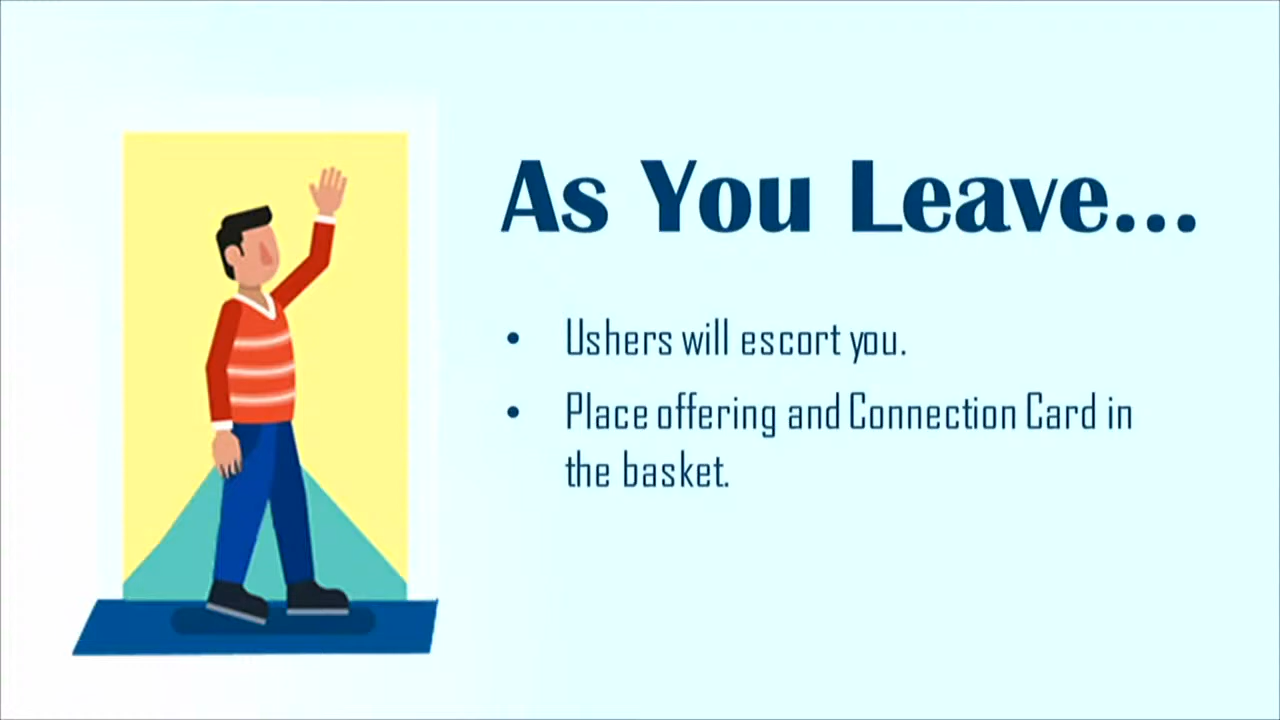 As You Leave...
• Ushers will escort you.
• Place offering and Connection Card in
the basket.